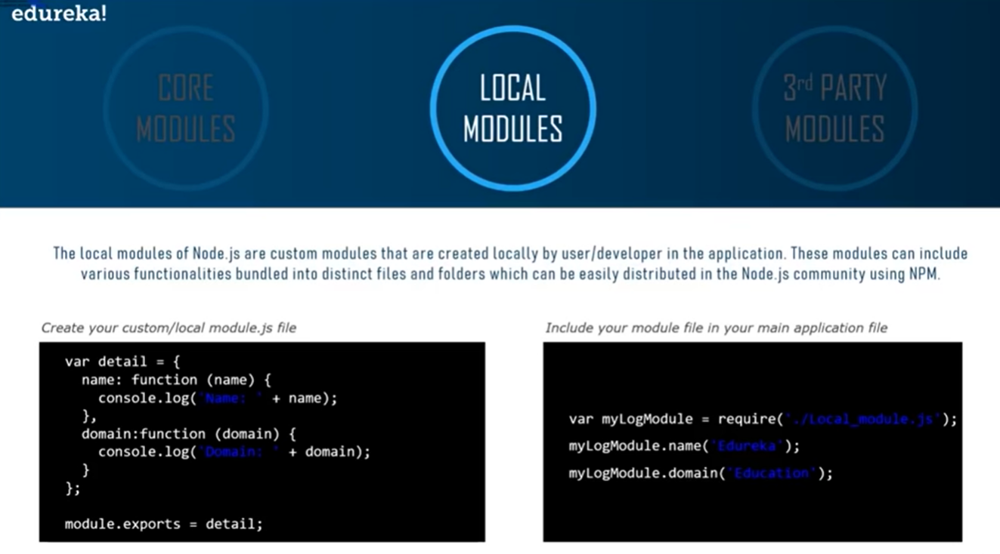 edureka!
CORE
MODULES
LOCAL
MODULES
3rd PARTY
MODULES
The local modules of Node.js are custom modules that are created locally by user/developer in the application. These modules can include
various functionalities bundled into distinct files and folders which can be easily distributed in the Node.js community using NPM.
Create your custom/local module.js file
var detail = {
name: function (name) {
console.log('Name: ' + name);
},
domain:function (domain) {
console.log('Domain: ' + domain);
}
};
module.exports = detail;
Include your module file in your main application file
var myLogModule = require('./Local_module.js');
myLogModule.name('Edureka');
myLogModule.domain('Education');